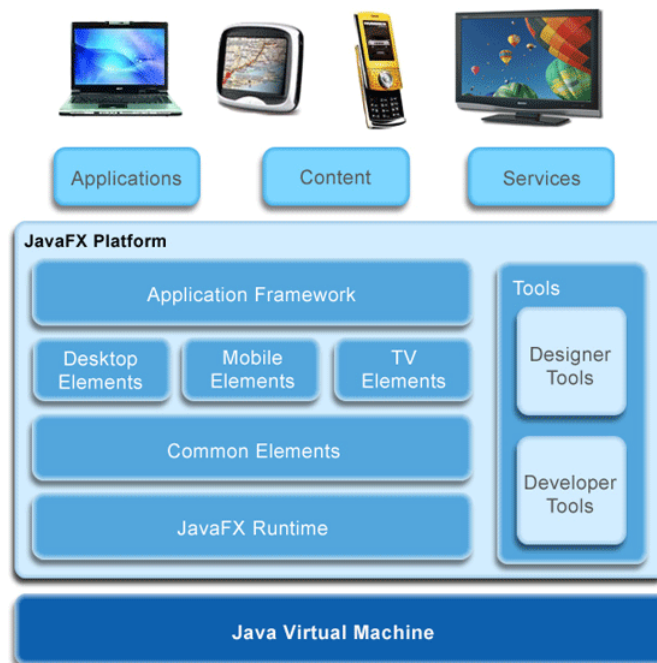 Applications
Content
Services
JavaFX Platform
Application Framework
Desktop
Elements
Mobile
Elements
TV
Elements
Common Elements
JavaFX Runtime
Tools
Designer
Tools
Developer
Tools
Java Virtual Machine